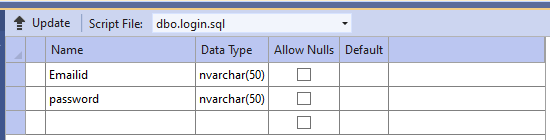 Update Script File: dbo.login.sql
Name Data Type Allow Nulls Default
Emailid nvarchar(50)
password nvarchar(50)